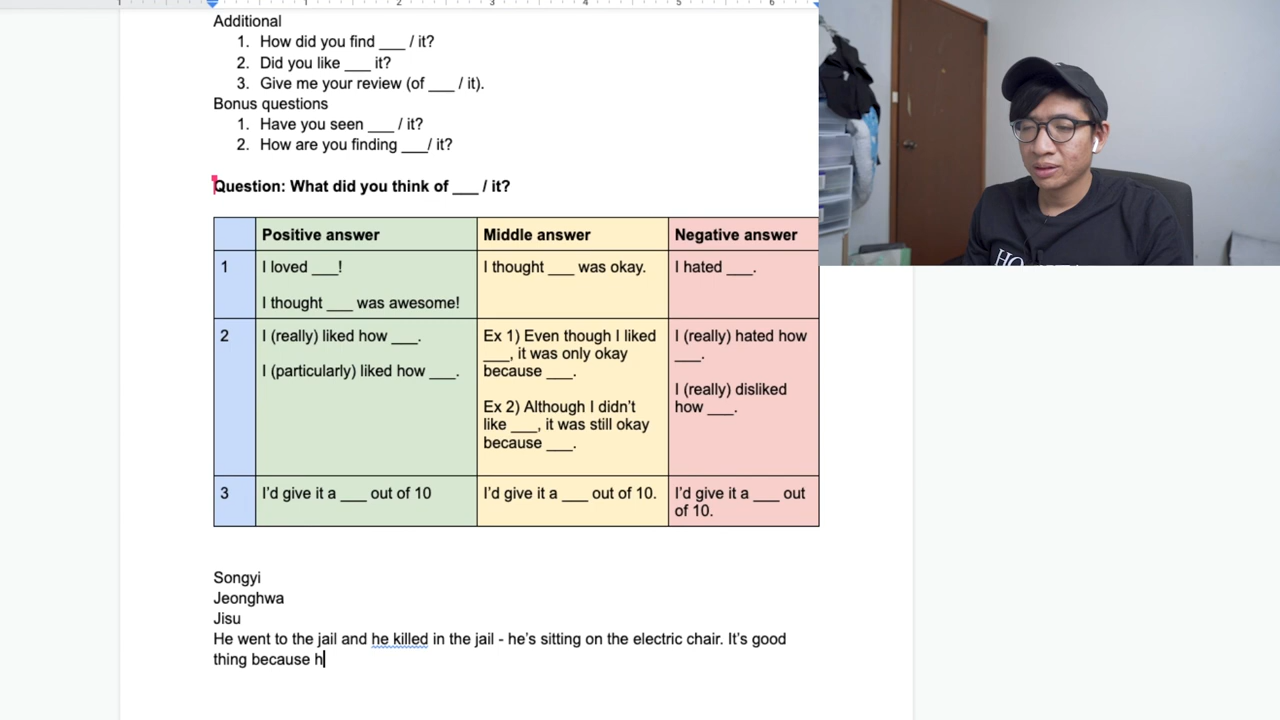 1 1 2 3 4 5 6
Additional
1. How did you find ___ / it?
2. Did you like ___ it?
3. Give me your review (of ___ / it).
Bonus questions
1. Have you seen ___ / it?
2. How are you finding ___/ it?
Question: What did you think of ___ / it?
Positive answer Middle answer Negative answer
1 I loved ___! I thought ___ was okay. I hated ___.
I thought ___ was awesome!
2 I (really) liked how ___. Ex 1) Even though I liked I (really) hated how
___, it was only okay ___.
I (particularly) liked how ___. because ___.
I (really) disliked
Ex 2) Although I didn't how ___.
like ___, it was still okay
because ___.
3 I'd give it a ___ out of 10 I'd give it a ___ out of 10. I'd give it a ___ out
of 10.
Songyi
Jeonghwa
Jisu
He went to the jail and he killed in the jail - he's sitting on the electric chair. It's good
thing because h